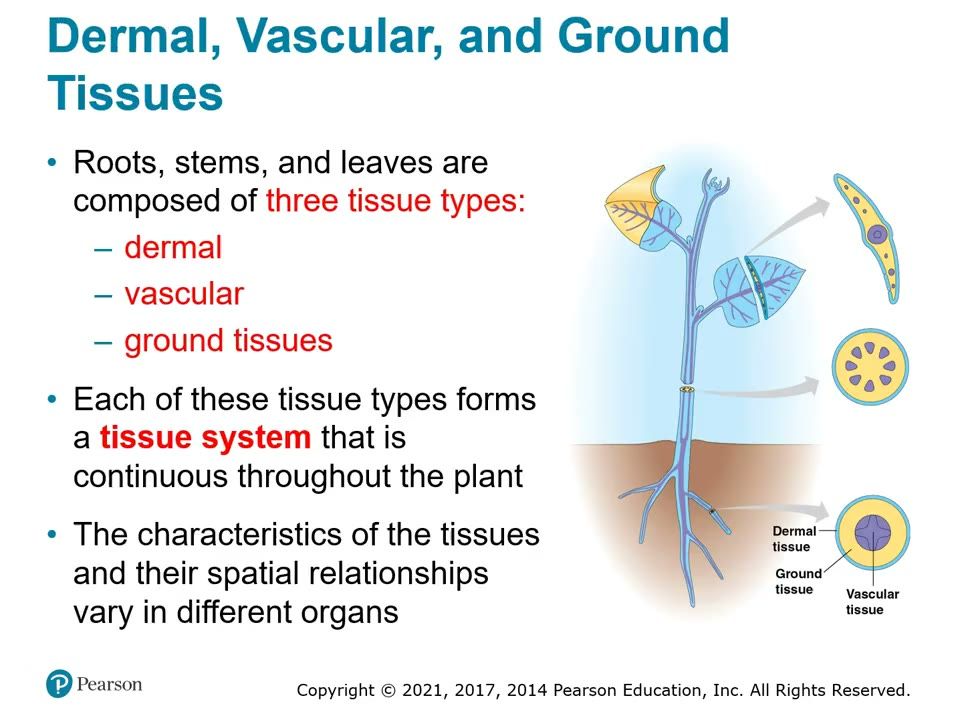 Dermal, Vascular, and Ground
Tissues
• Roots, stems, and leaves are
composed of three tissue types:
– dermal
– vascular
– ground tissues
• Each of these tissue types forms
a tissue system that is
continuous throughout the plant
• The characteristics of the tissues
and their spatial relationships
vary in different organs
Dermal
tissue
Ground
tissue
Vascular
tissue
P Pearson
Copyright © 2021, 2017, 2014 Pearson Education, Inc. All Rights Reserved.